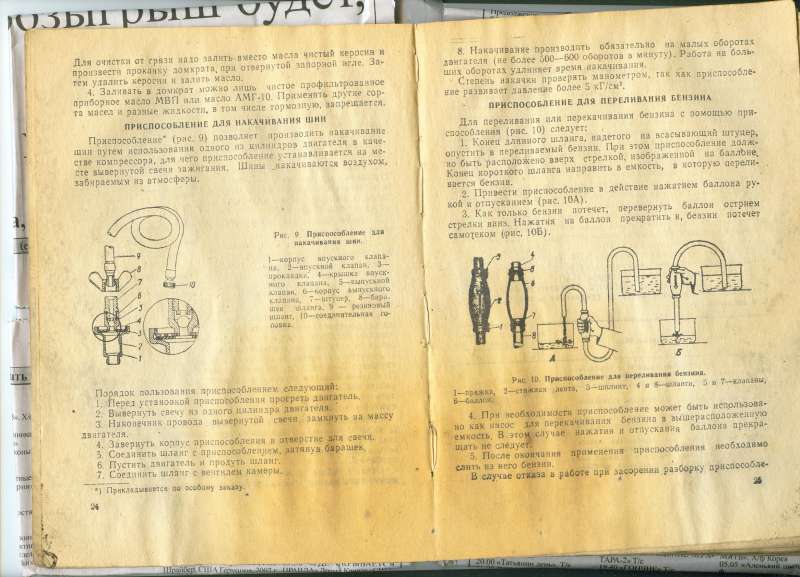 озыгрыш будет,
Для очистки от грязи надо залить вместо масла чистый керосин и
произвести прокачку домкрата, при отвернутой запорной игле. За-
тем удалить керосин и залить масло.
4. Заливать в домкрат можно лишь чистое профильтрованное
приборное масло МВП или масло АМГ-10. Применять другие сор-
та масел и разные жидкости, в том числе тормозную, запрещается.
ПРИСПОСОБЛЕНИЕ ДЛЯ НАКАЧИВАНИЯ ШИН
Приспособление* (рис. 9) позволяет производить накачивание
шин путем использования одного из цилиндров двигателя в каче-
стве компрессора, для чего приспособление устанавливается на ме-
сте вывернутой свечи зажигания. Шины накачиваются воздухом,
забираемым из атмосферы.
Рис. 9. Приспособление для
накачивания шин.
1—корпус впускного клапа-
на, 2—впускной клапан, 3—
прокладка, 4—крышка впуск-
ного клапана, 5—выпускной
клапан, 6—корпус выпускного
клапана, 7—штуцер, 8—бара-
шек шланга, 9 — резиновый
шланг, 10—соединительная го-
ловка.
Порядок пользования приспособлением следующий:
1. Перед установкой приспособления прогреть двигатель.
2. Вывернуть свечу из одного цилиндра двигателя.
3. Наконечник провода вывернутой свечи замкнуть на массу
двигателя.
4. Завернуть корпус приспособления в отверстие для свечи.
5. Соединить шланг с приспособлением, затянув барашек.
6. Пустить двигатель и продуть шланг.
7. Соединить шланг с вентилем камеры.
*) Прикладывается по особому заказу.
24
8. Накачивание производить обязательно на малых оборотах
двигателя (не более 500—600 оборотов в минуту). Работа на боль-
ших оборотах удлиняет время накачивания.
Степень накачки проверять манометром, так как приспособле-
ние развивает давление более 5 кГ/см².
ПРИСПОСОБЛЕНИЕ ДЛЯ ПЕРЕЛИВАНИЯ БЕНЗИНА
Для переливания или перекачивания бензина с помощью при-
способления (рис. 10) следует:
1. Конец длинного шланга, надетого на всасывающий штуцер,
опустить в переливаемый бензин. При этом приспособление долж-
но быть расположено вверх стрелкой, изображенной на баллоне.
Конец короткого шланга направить в емкость, в которую перели-
вается бензин.
2. Привести приспособление в действие нажатием баллона ру-
кой и отпусканием (рис. 10А).
3. Как только бензин потечет, перевернуть баллон острием
стрелки вниз. Нажатия на баллон прекратить и, бензин потечет
самотеком (рис. 10Б).
А
Б
Рис. 10. Приспособление для переливания бензина.
1—пряжка, 2—стяжная лента, 3—шплинт, 4 и 8—шланги, 5 и 7—клапаны,
6—баллон.
4. При необходимости приспособление может быть использова-
но как насос для перекачивания бензина в вышерасположенную
емкость. В этом случае нажатия и отпускания баллона прекра-
щать не следует.
5. После окончания применения приспособления необходимо
слить из него бензин.
В случае отказа в работе при засорении разборку приспособле-
25
20.00 «Татьянин день». Т/с
ТАРА-2» Т/с